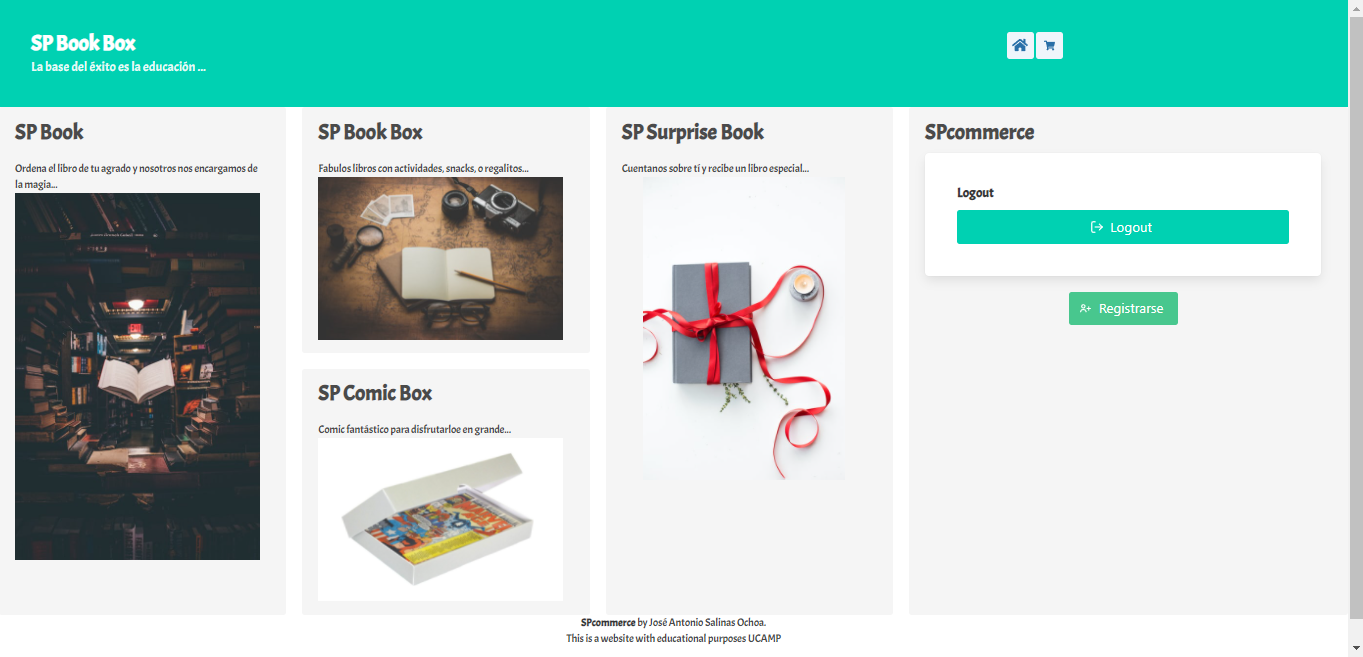 SP Book Box
La base del éxito es la educación ...
SP Book
Ordena el libro de tu agrado y nosotros nos encargamos de
la magia...
SP Book Box
Fabulos libros con actividades, snacks, o regalitos...
SP Comic Box
Comic fantástico para disfrutarloe en grande...
SP Surprise Book
Cuentanos sobre tí y recibe un libro especial...
SPcommerce
Logout
Logout
Registrarse
SPcommerce by José Antonio Salinas Ochoa.
This is a website with educational purposes UCAMP